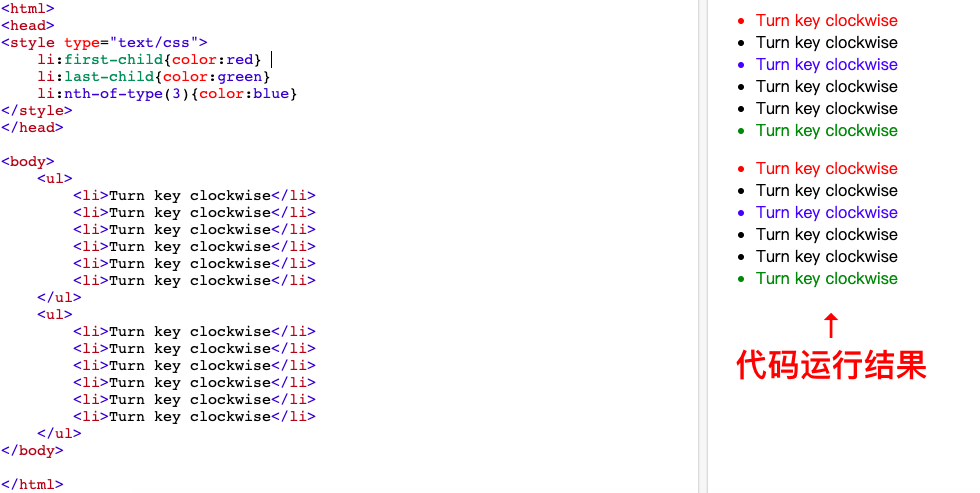 <html>
<head>
<style type="text/css">
li:first-child{color:red}
li:last-child{color:green}
li:nth-of-type(3){color:blue}
</style>
</head>
<body>
<ul>
<li>Turn key clockwise</li>
<li>Turn key clockwise</li>
<li>Turn key clockwise</li>
<li>Turn key clockwise</li>
<li>Turn key clockwise</li>
<li>Turn key clockwise</li>
</ul>
<ul>
<li>Turn key clockwise</li>
<li>Turn key clockwise</li>
<li>Turn key clockwise</li>
<li>Turn key clockwise</li>
<li>Turn key clockwise</li>
<li>Turn key clockwise</li>
</ul>
</body>
</html>
• Turn key clockwise
• Turn key clockwise
• Turn key clockwise
• Turn key clockwise
• Turn key clockwise
• Turn key clockwise
• Turn key clockwise
• Turn key clockwise
• Turn key clockwise
• Turn key clockwise
• Turn key clockwise
• Turn key clockwise
↑
代码运行结果